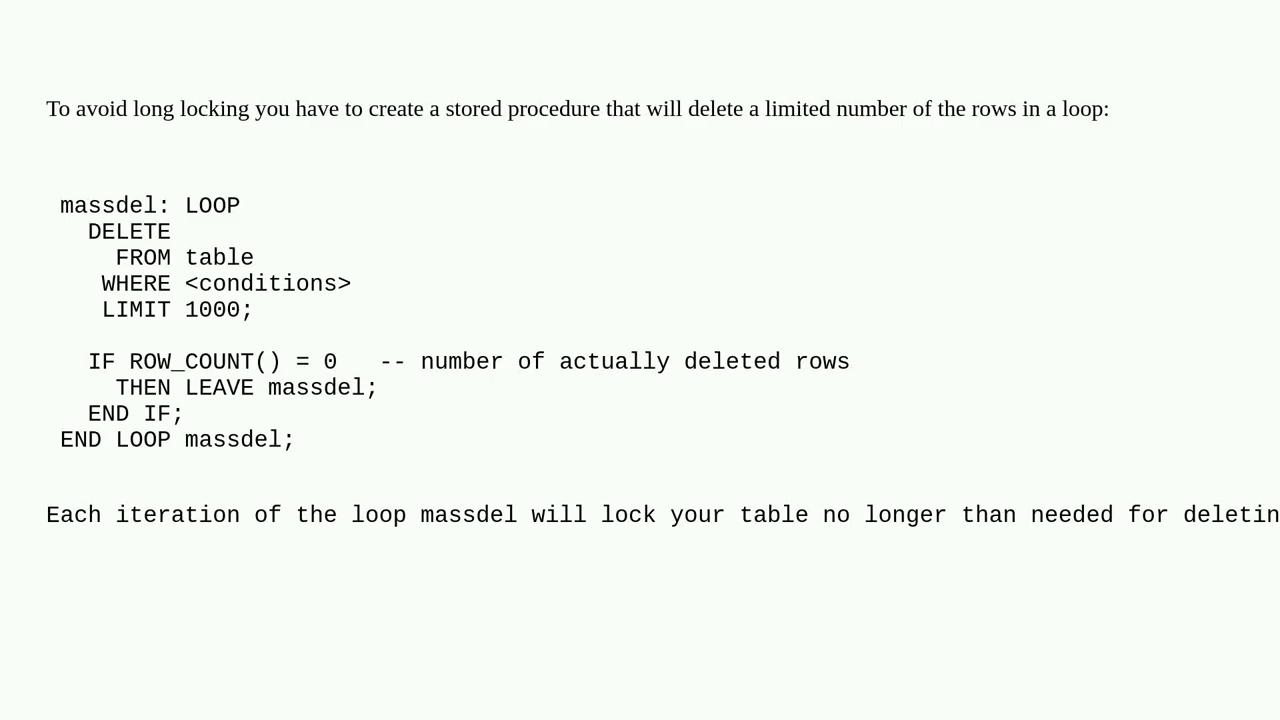 To avoid long locking you have to create a stored procedure that will delete a limited number of the rows in a loop:
massdel: LOOP
DELETE
FROM table
WHERE <conditions>
LIMIT 1000;
IF ROW_COUNT() = 0   -- number of actually deleted rows
THEN LEAVE massdel;
END IF;
END LOOP massdel;
Each iteration of the loop massdel will lock your table no longer than needed for deletin